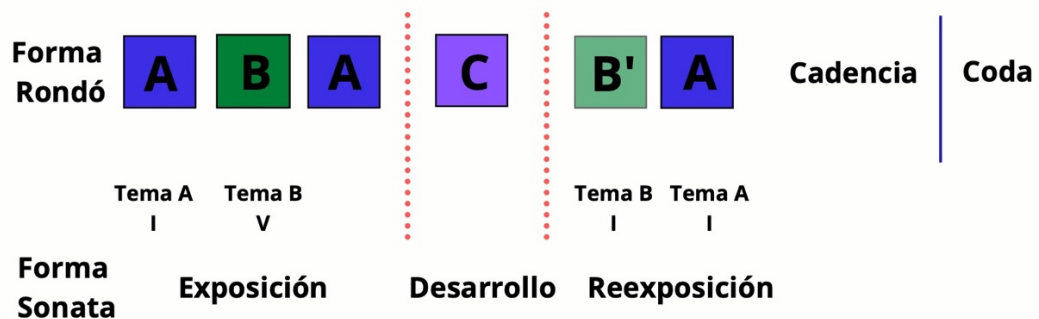 Forma
Rondó
A B A C B' A
Cadencia
Coda
Tema A
I
Tema B
V
Tema B
I
Tema A
I
Forma
Sonata
Exposición
Desarrollo
Reexposición